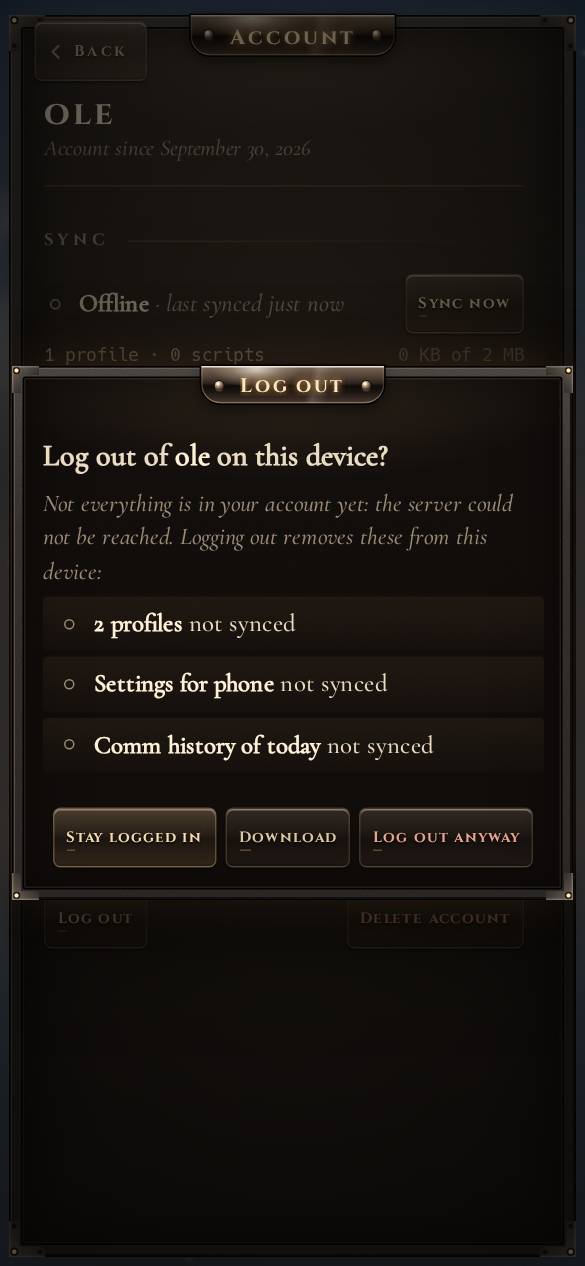 Account
Back
OLE
Account since September 30, 2026
SYNC
Offline · last synced just now
Sync now
1 profile · 0 scripts
0 KB of 2 MB
Log out
Log out of ole on this device?
Not everything is in your account yet: the server could
not be reached. Logging out removes these from this
device:
2 profiles not synced
Settings for phone not synced
Comm history of today not synced
Stay logged in
Download
Log out anyway
Log out
Delete account